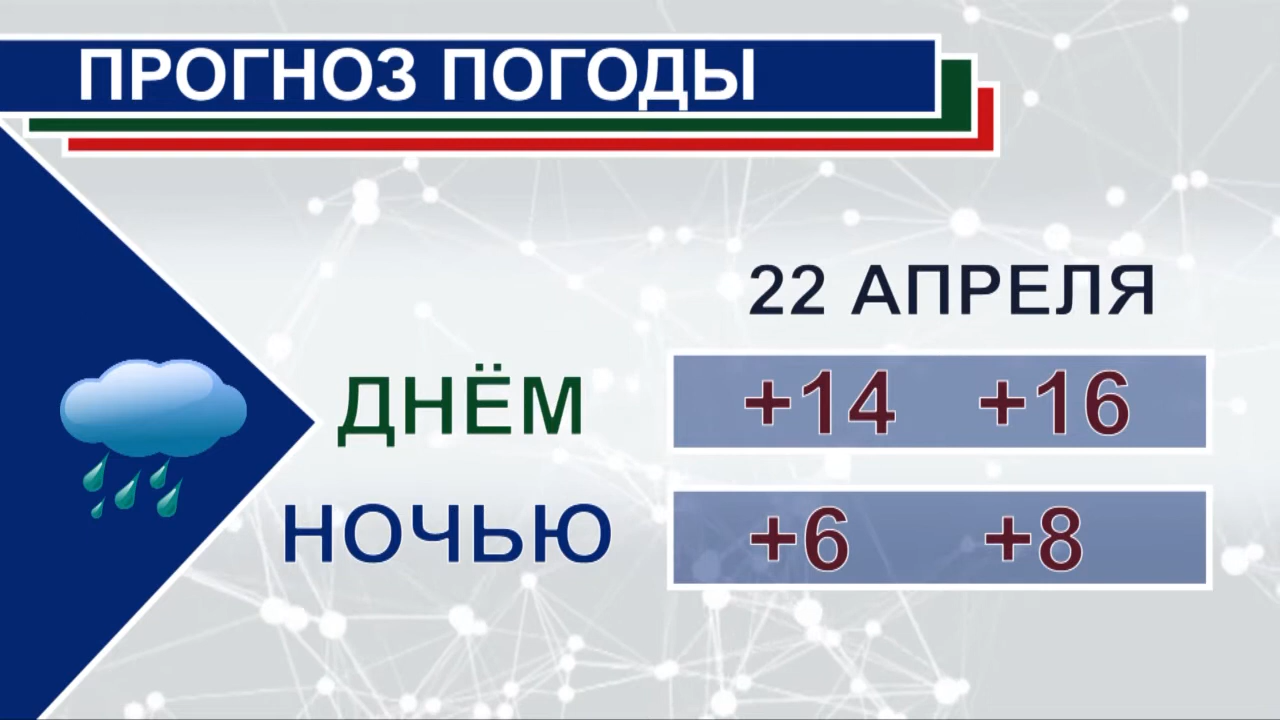 ПРОГНОЗ ПОГОДЫ
22 АПРЕЛЯ
ДНЁМ +14 +16
НОЧЬЮ +6 +8